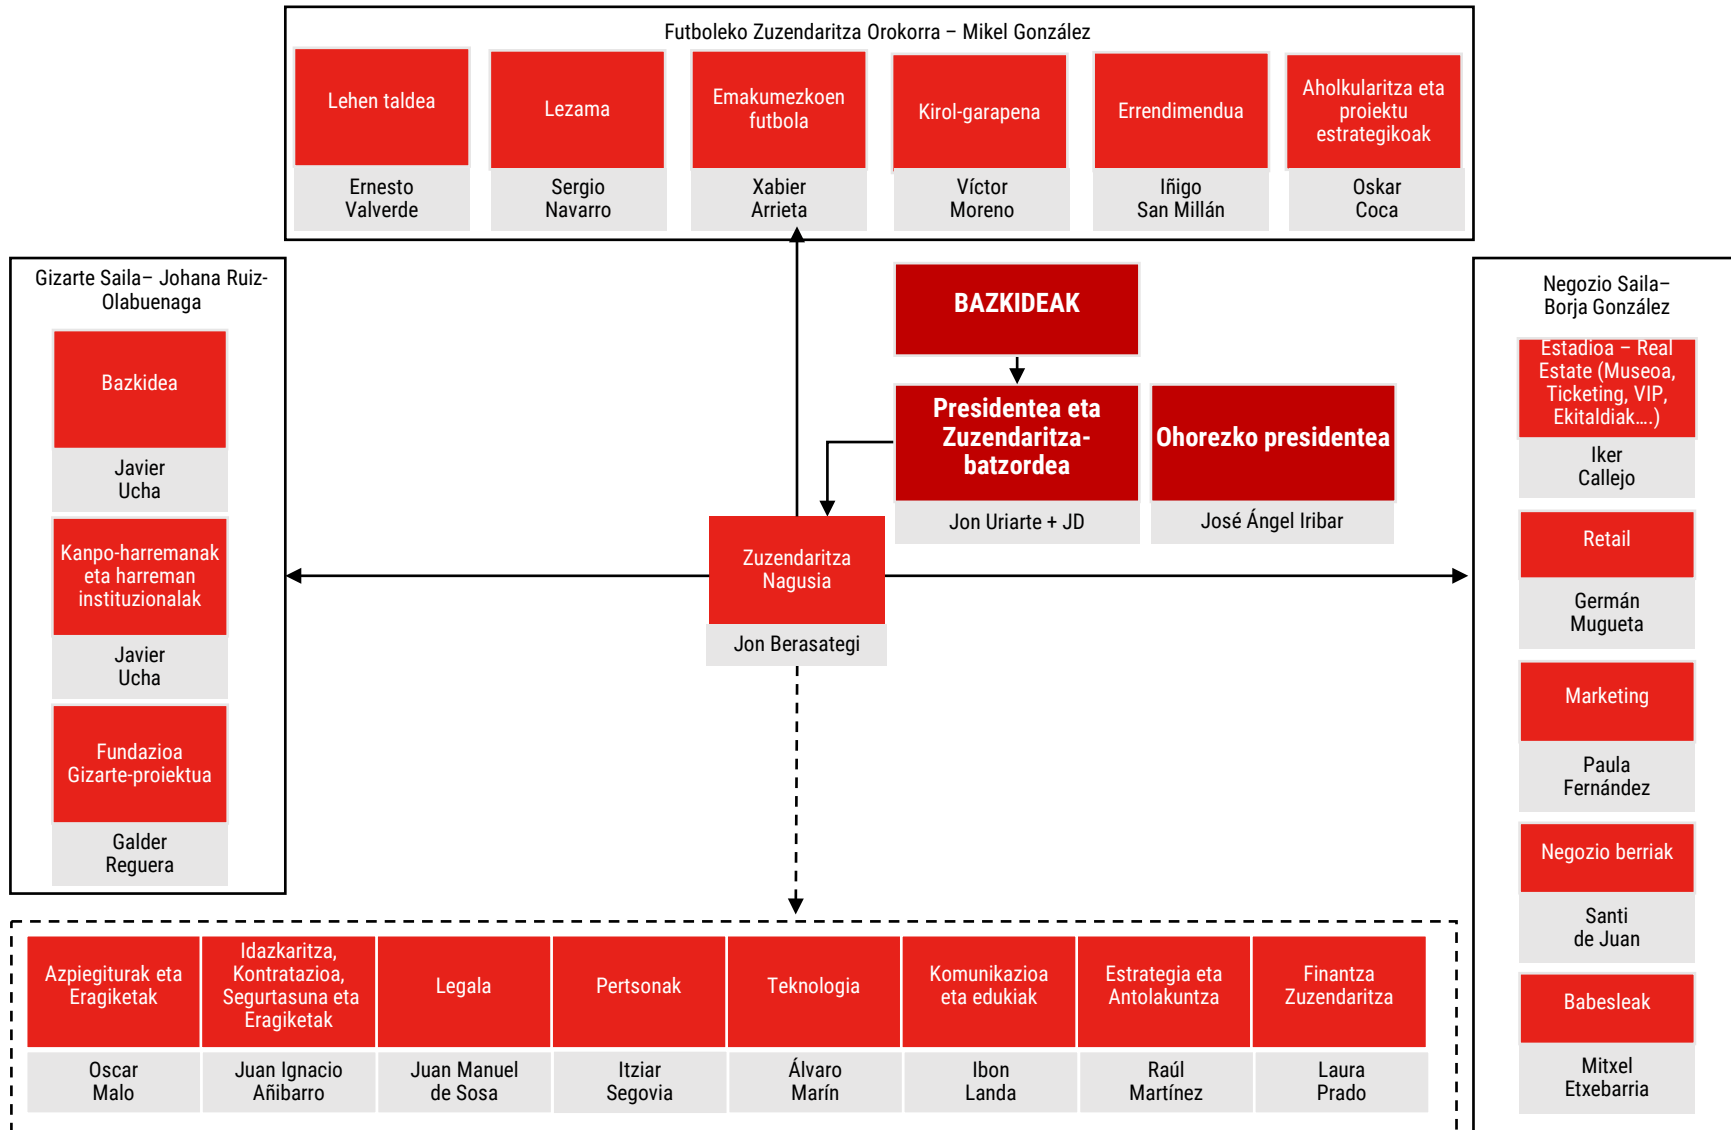 Futboleko Zuzendaritza Orokorra – Mikel González
Lehen taldea
Ernesto
Valverde
Lezama
Sergio
Navarro
Emakumezkoen
futbola
Xabier
Arrieta
Kirol-garapena
Víctor
Moreno
Errendimendua
Iñigo
San Millán
Aholkularitza eta
proiektu
estrategikoak
Oskar
Coca
Gizarte Saila– Johana Ruiz-
Olabuenaga
Bazkidea
Javier
Ucha
Kanpo-harremanak
eta harreman
instituzionalak
Javier
Ucha
Fundazioa
Gizarte-proiektua
Galder
Reguera
BAZKIDEAK
Presidentea eta
Zuzendaritza-
batzordea
Jon Uriarte + JD
Ohorezko presidentea
José Ángel Iribar
Zuzendaritza
Nagusia
Jon Berasategi
Negozio Saila–
Borja González
Estadioa – Real
Estate (Museoa,
Ticketing, VIP,
Ekitaldiak....)
Iker
Callejo
Retail
Germán
Mugueta
Marketing
Paula
Fernández
Negozio berriak
Santi
de Juan
Babesleak
Mitxel
Etxebarria
Azpiegiturak eta
Eragiketak
Oscar
Malo
Idazkaritza,
Kontratazioa,
Segurtasuna eta
Eragiketak
Juan Ignacio
Añibarro
Legala
Juan Manuel
de Sosa
Pertsonak
Itziar
Segovia
Teknologia
Álvaro
Marín
Komunikazioa
eta edukiak
Ibon
Landa
Estrategia eta
Antolakuntza
Raúl
Martínez
Finantza
Zuzendaritza
Laura
Prado